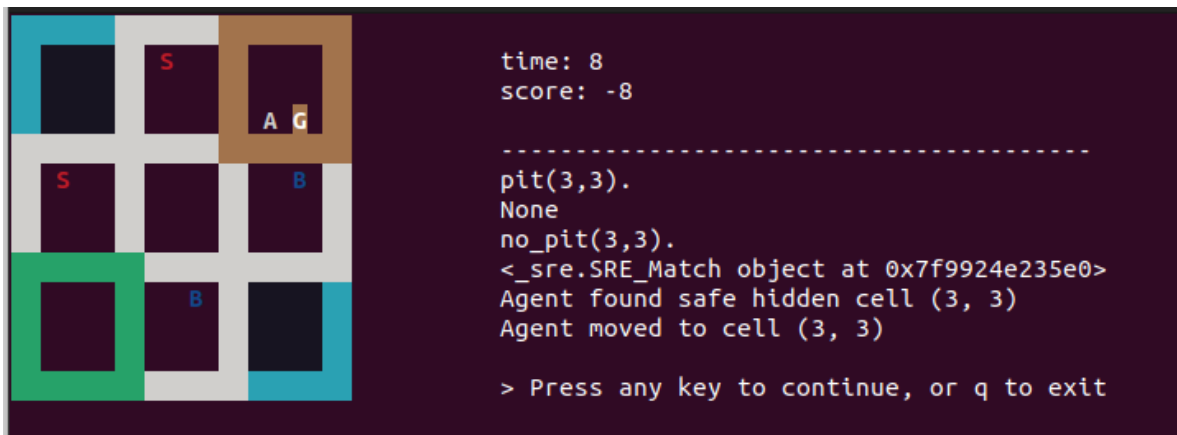 S
A G
S B
B
time: 8
score: -8
-----------------------------------------
pit(3,3).
None
no_pit(3,3).
<_sre.SRE_Match object at 0x7f9924e235e0>
Agent found safe hidden cell (3, 3)
Agent moved to cell (3, 3)
> Press any key to continue, or q to exit